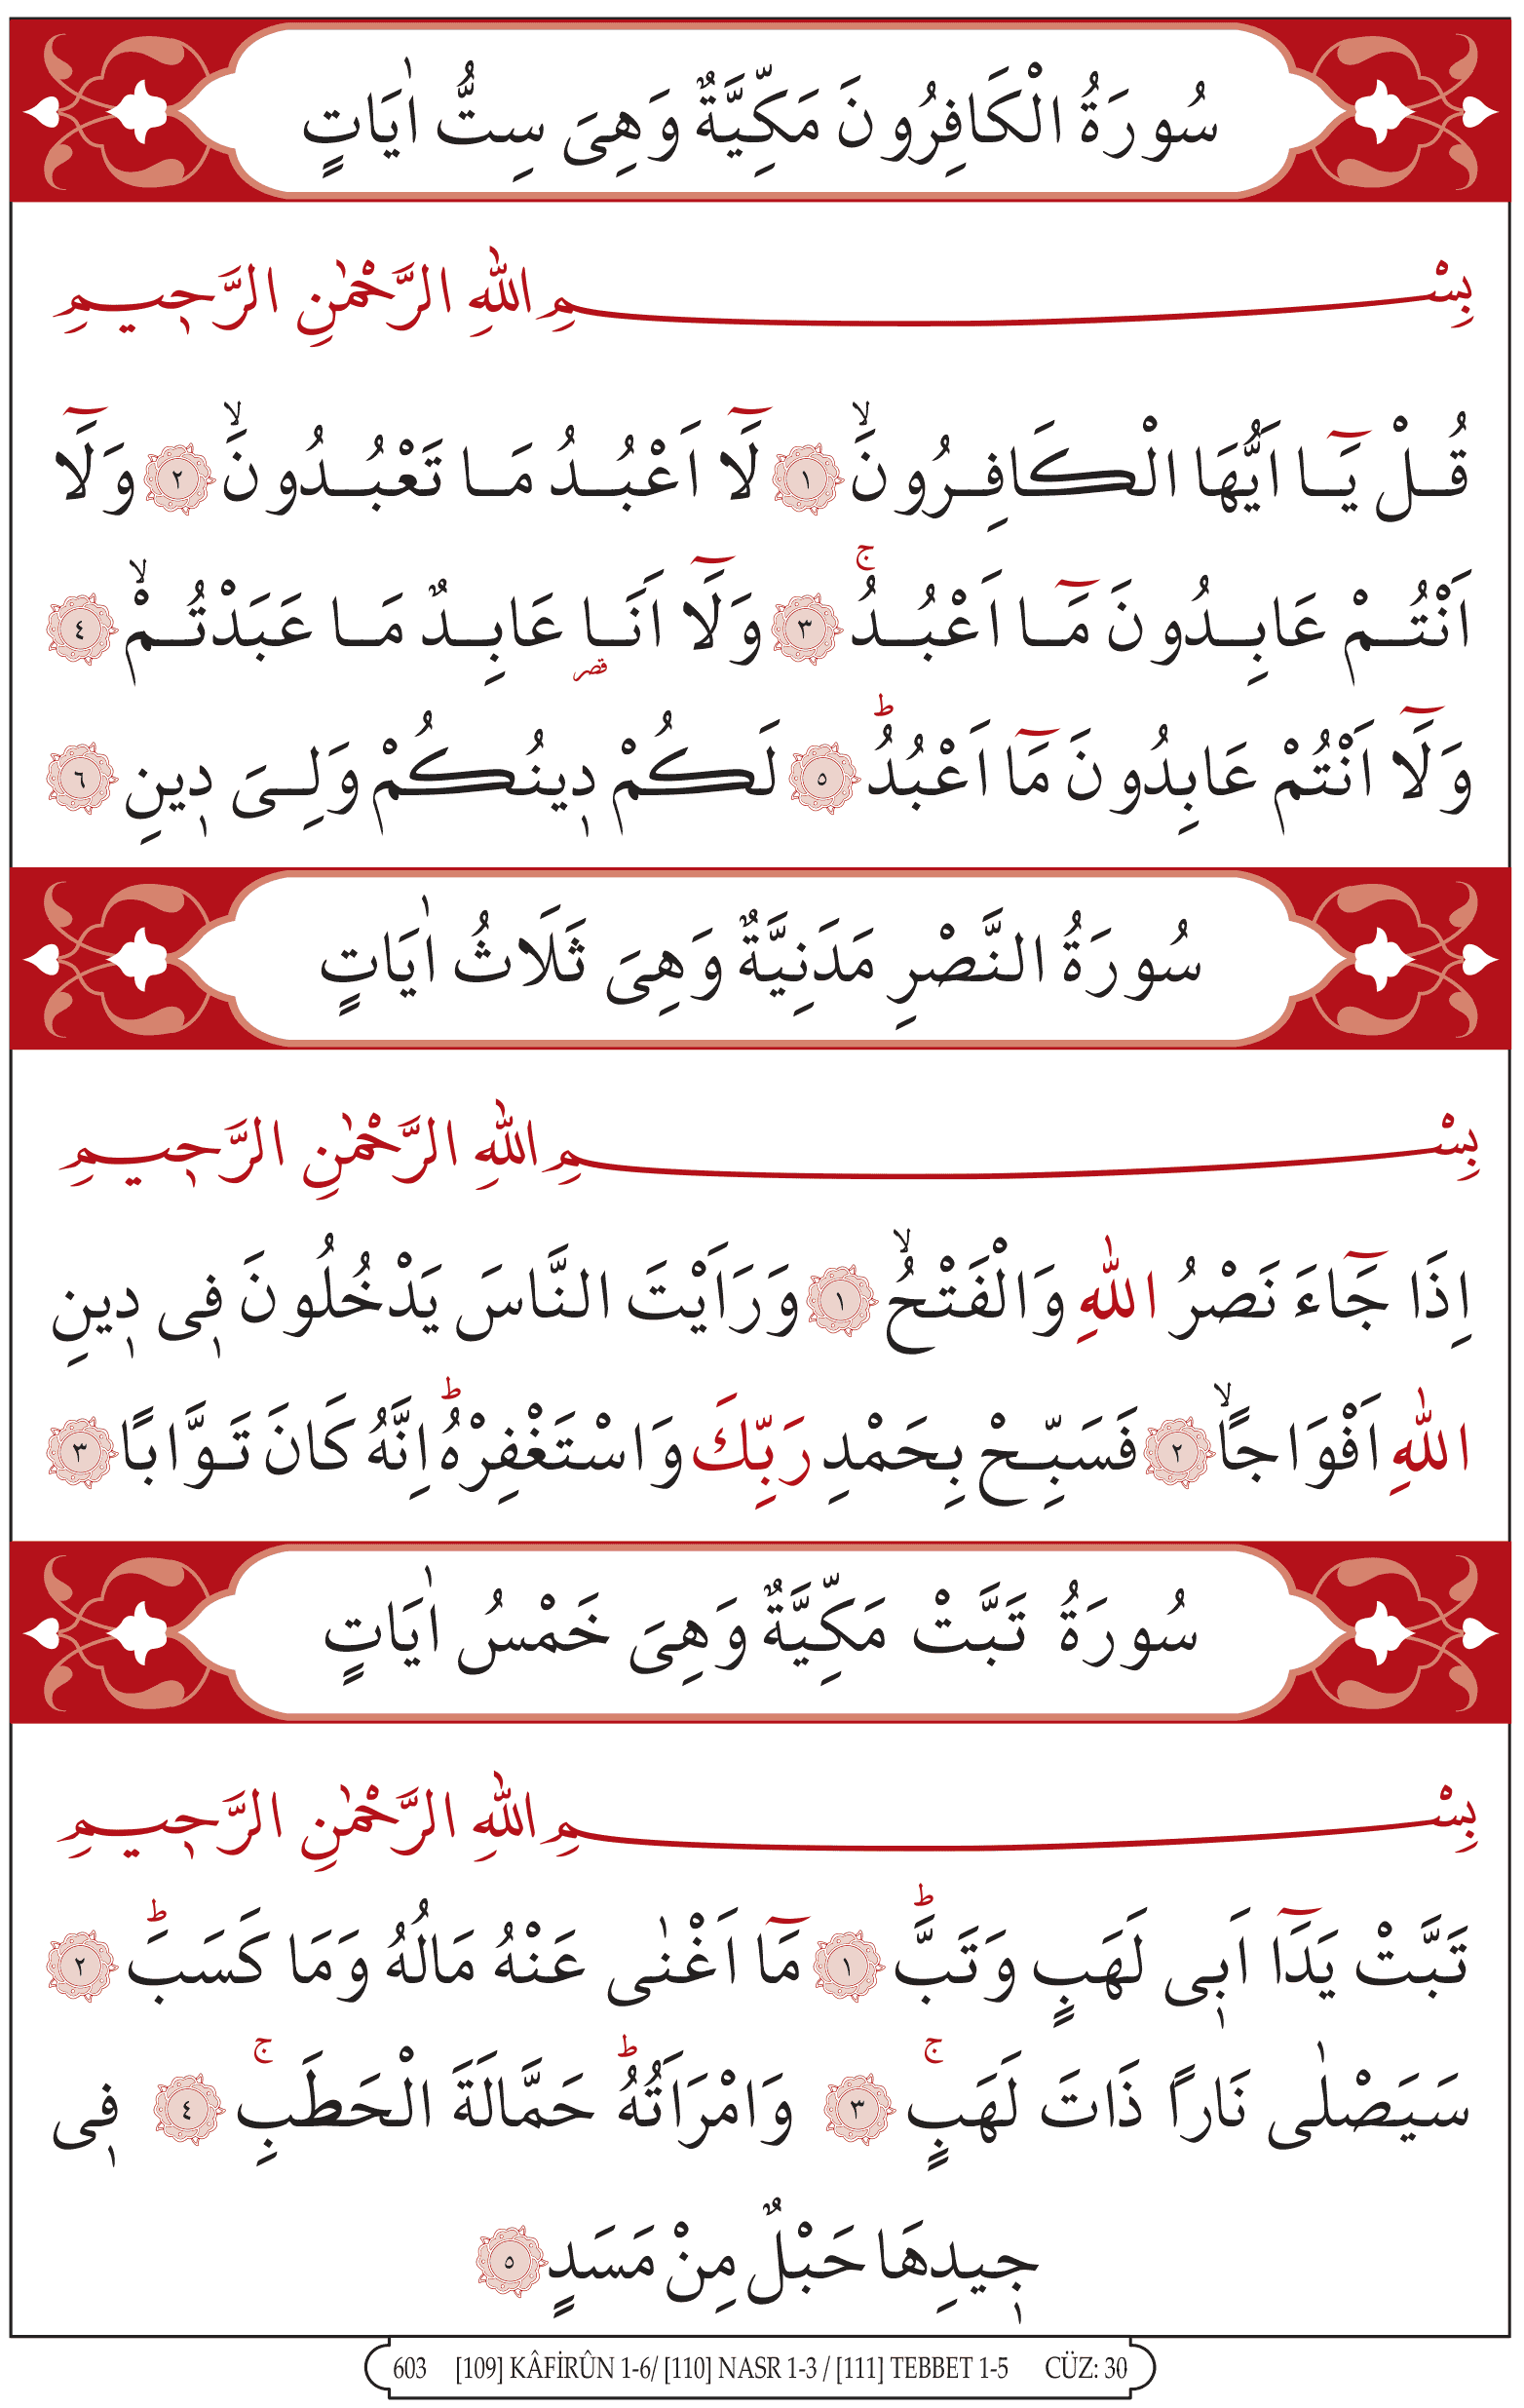 سُورَةُ الْكَافِرُونَ مَكِّيَّةٌ وَهِىَ سِتُّ اٰيَاتٍ
بِسْمِ اللّٰهِ الرَّحْمٰنِ الرَّح۪يمِ
قُلْ يَٓا اَيُّهَا الْكَافِرُونَۙ ﴿١﴾ لَٓا اَعْبُدُ مَا تَعْبُدُونَۙ ﴿٢﴾ وَلَٓا
اَنْتُمْ عَابِدُونَ مَٓا اَعْبُدُۚ ﴿٣﴾ وَلَٓا اَنَا۬ عَابِدٌ مَا عَبَدْتُمْۙ ﴿٤﴾
قصر
وَلَٓا اَنْتُمْ عَابِدُونَ مَٓا اَعْبُدُۜ ﴿٥﴾ لَكُمْ د۪ينُكُمْ وَلِىَ د۪ينِ ﴿٦﴾
سُورَةُ النَّصْرِ مَدَنِيَّةٌ وَهِىَ ثَلَاثُ اٰيَاتٍ
بِسْمِ اللّٰهِ الرَّحْمٰنِ الرَّح۪يمِ
اِذَا جَٓاءَ نَصْرُ اللّٰهِ وَالْفَتْحُۙ ﴿١﴾ وَرَاَيْتَ النَّاسَ يَدْخُلُونَ ف۪ى د۪ينِ
اللّٰهِ اَفْوَاجًاۙ ﴿٢﴾ فَسَبِّحْ بِحَمْدِ رَبِّكَ وَاسْتَغْفِرْهُۜ اِنَّهُ كَانَ تَوَّابًا ﴿٣﴾
سُورَةُ تَبَّتْ مَكِّيَّةٌ وَهِىَ خَمْسُ اٰيَاتٍ
بِسْمِ اللّٰهِ الرَّحْمٰنِ الرَّح۪يمِ
تَبَّتْ يَدَٓا اَب۪ى لَهَبٍ وَتَبَّۜ ﴿١﴾ مَٓا اَغْنٰى عَنْهُ مَالُهُ وَمَا كَسَبَۜ ﴿٢﴾
سَيَصْلٰى نَارًا ذَاتَ لَهَبٍۚ ﴿٣﴾ وَامْرَاَتُهُۜ حَمَّالَةَ الْحَطَبِۚ ﴿٤﴾ ف۪ى
ج۪يدِهَا حَبْلٌ مِنْ مَسَدٍ ﴿٥﴾
603 [109] KÂFİRÛN 1-6/ [110] NASR 1-3 / [111] TEBBET 1-5 CÜZ: 30